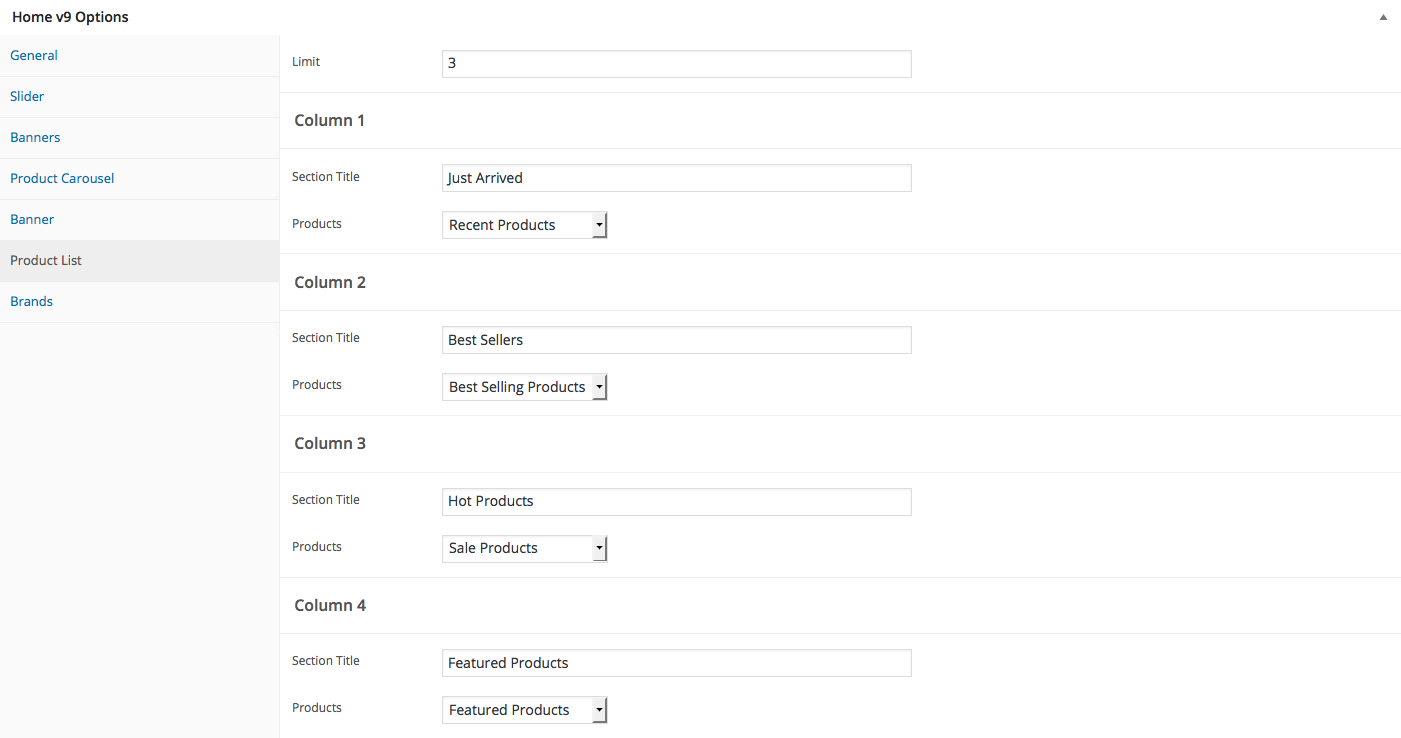 Home v9 Options
General
Slider
Banners
Product Carousel
Banner
Product List
Brands
Limit 3
Column 1
Section Title Just Arrived
Products Recent Products
Column 2
Section Title Best Sellers
Products Best Selling Products
Column 3
Section Title Hot Products
Products Sale Products
Column 4
Section Title Featured Products
Products Featured Products